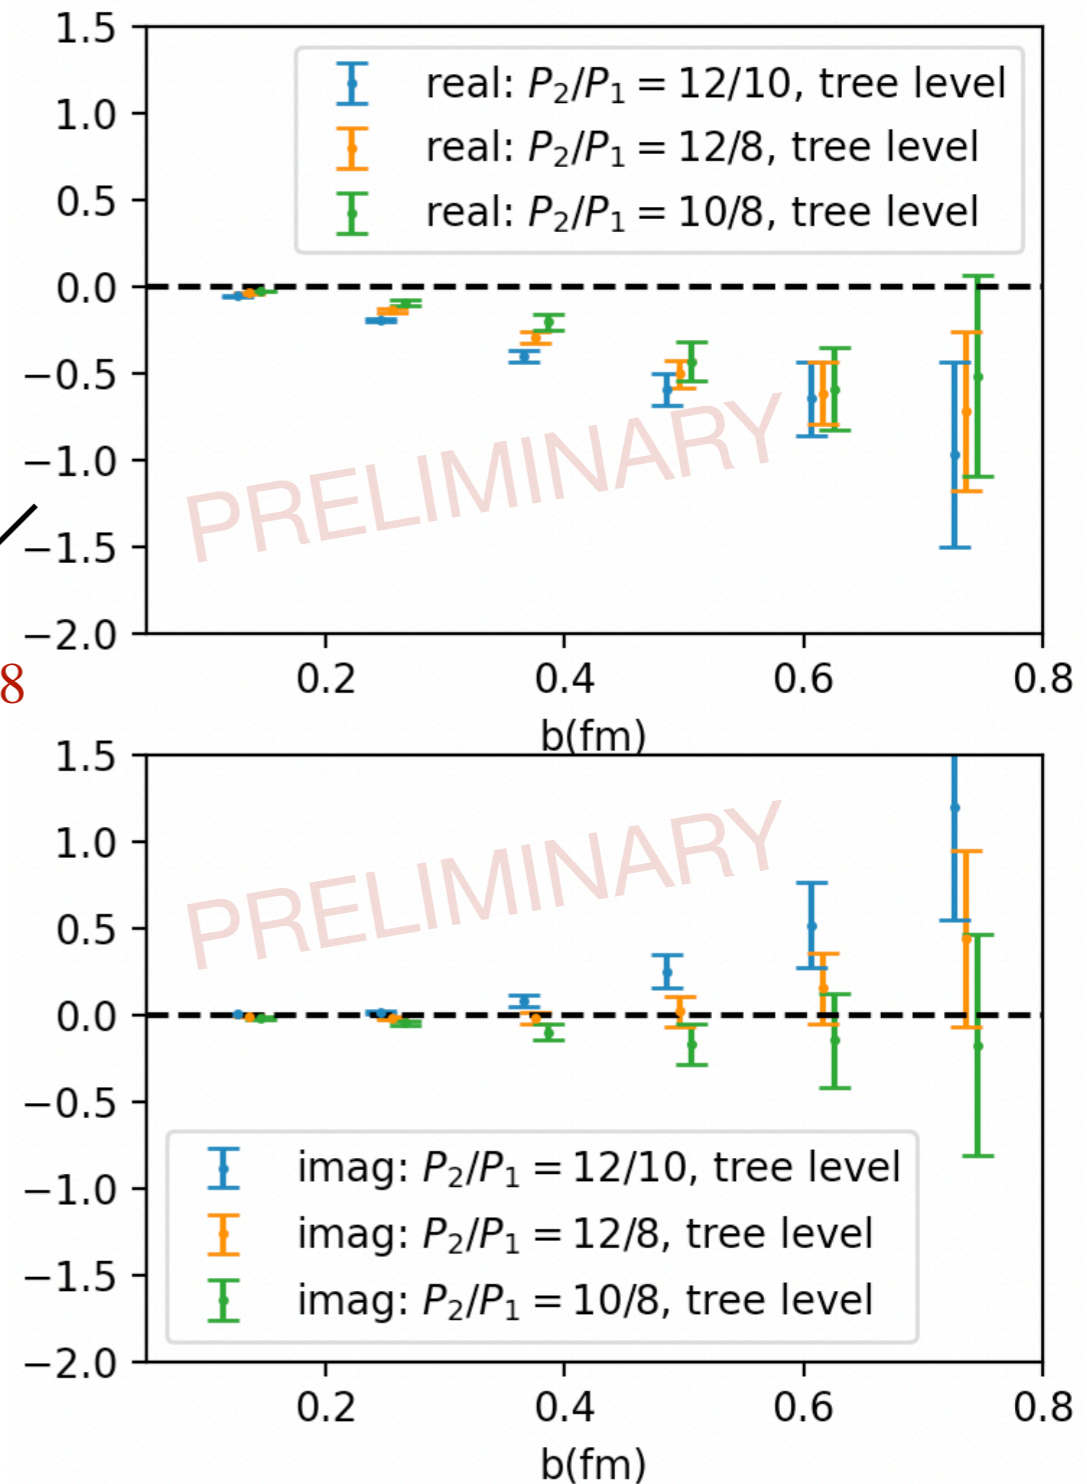 1.5
real: P₂/P₁ = 12/10, tree level
1.0
real: P₂/P₁ = 12/8, tree level
0.5
real: P₂/P₁ = 10/8, tree level
0.0
−0.5
PRELIMINARY
−1.0
−1.5
−2.0
0.2 0.4 0.6 0.8
8
b(fm)
1.5
PRELIMINARY
1.0
0.5
0.0
−0.5
imag: P₂/P₁ = 12/10, tree level
−1.0
imag: P₂/P₁ = 12/8, tree level
−1.5
imag: P₂/P₁ = 10/8, tree level
−2.0
0.2 0.4 0.6 0.8
b(fm)